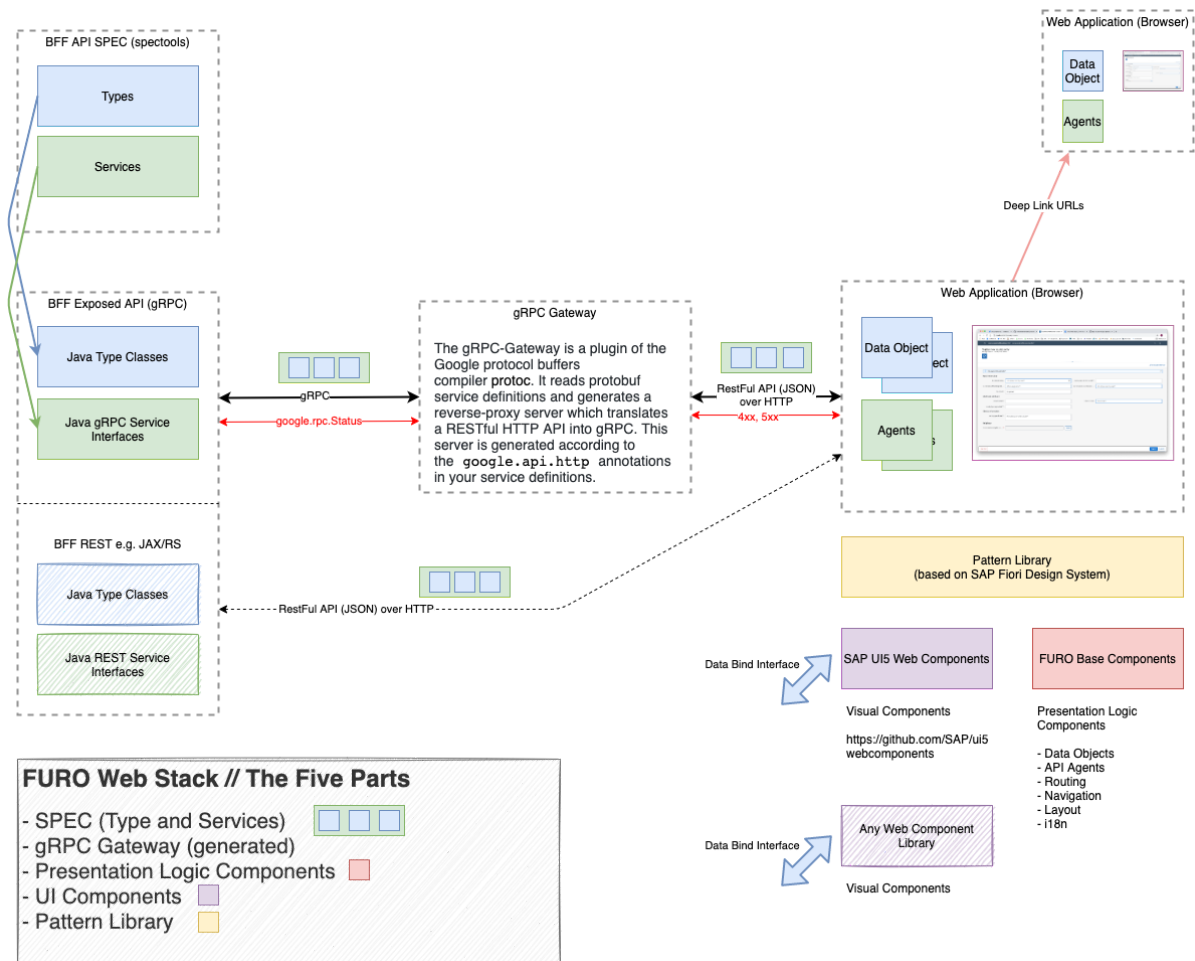 BFF API SPEC (spectools)
Types
Services
Web Application (Browser)
Data
Object
Agents
Deep Link URLs
BFF Exposed API (gRPC)
Java Type Classes
Java gRPC Service
Interfaces
gRPC
google.rpc.Status
gRPC Gateway
The gRPC-Gateway is a plugin of the
Google protocol buffers
compiler protoc. It reads protobuf
service definitions and generates a
reverse-proxy server which translates
a RESTful HTTP API into gRPC. This
server is generated according to
the google.api.http annotations
in your service definitions.
RestFul API (JSON)
over HTTP
4xx, 5xx
Web Application (Browser)
Data Object
ect
Agents
s
BFF REST e.g. JAX/RS
Java Type Classes
Java REST Service
Interfaces
RestFul API (JSON) over HTTP
Pattern Library
(based on SAP Fiori Design System)
Data Bind Interface
SAP UI5 Web Components
Visual Components
https://github.com/SAP/ui5
webcomponents
FURO Base Components
Presentation Logic
Components
- Data Objects
- API Agents
- Routing
- Navigation
- Layout
- i18n
Data Bind Interface
Any Web Component
Library
Visual Components
FURO Web Stack // The Five Parts
- SPEC (Type and Services)
- gRPC Gateway (generated)
- Presentation Logic Components
- UI Components
- Pattern Library